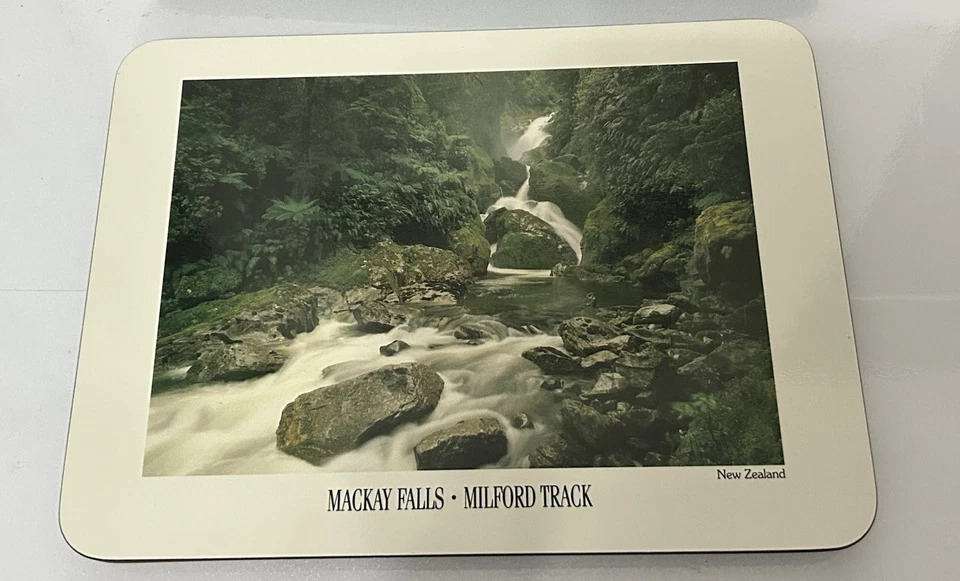 New Zealand
MACKAY FALLS • MILFORD TRACK